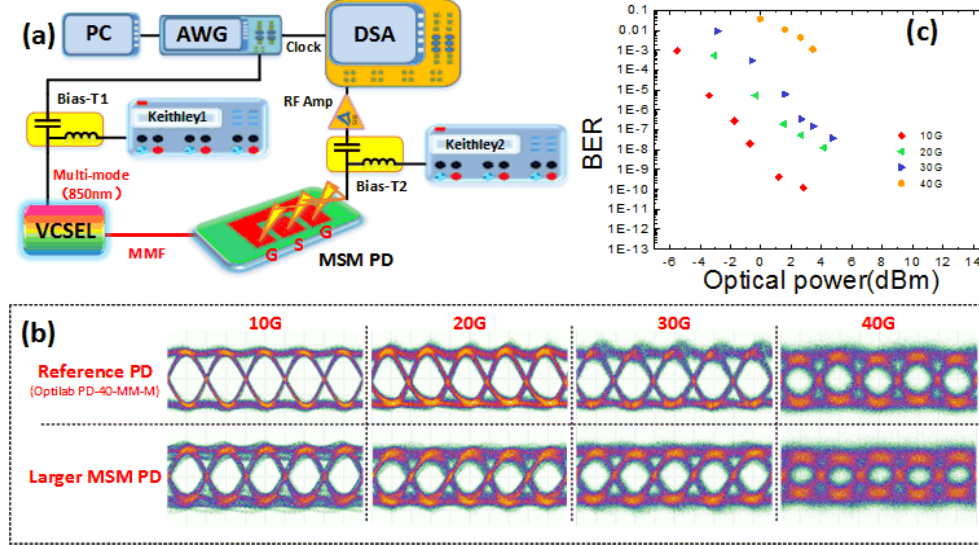 (a)
PC
AWG
Clock
DSA
RF Amp
Bias-T1
Keithley1
Keithley2
Bias-T2
Multi-mode
(850nm)
VCSEL
MMF
G
S
G
MSM PD
(c)
BER
0.1
0.01
1E-3
1E-4
1E-5
1E-6
1E-7
1E-8
1E-9
1E-10
1E-11
1E-12
1E-13
10G
20G
30G
40G
-6 -4 -2 0 2 4 6 8 10 12 14
Optical power(dBm)
(b)
10G 20G 30G 40G
Reference PD
(Optilab PD-40-MM-M)
Larger MSM PD